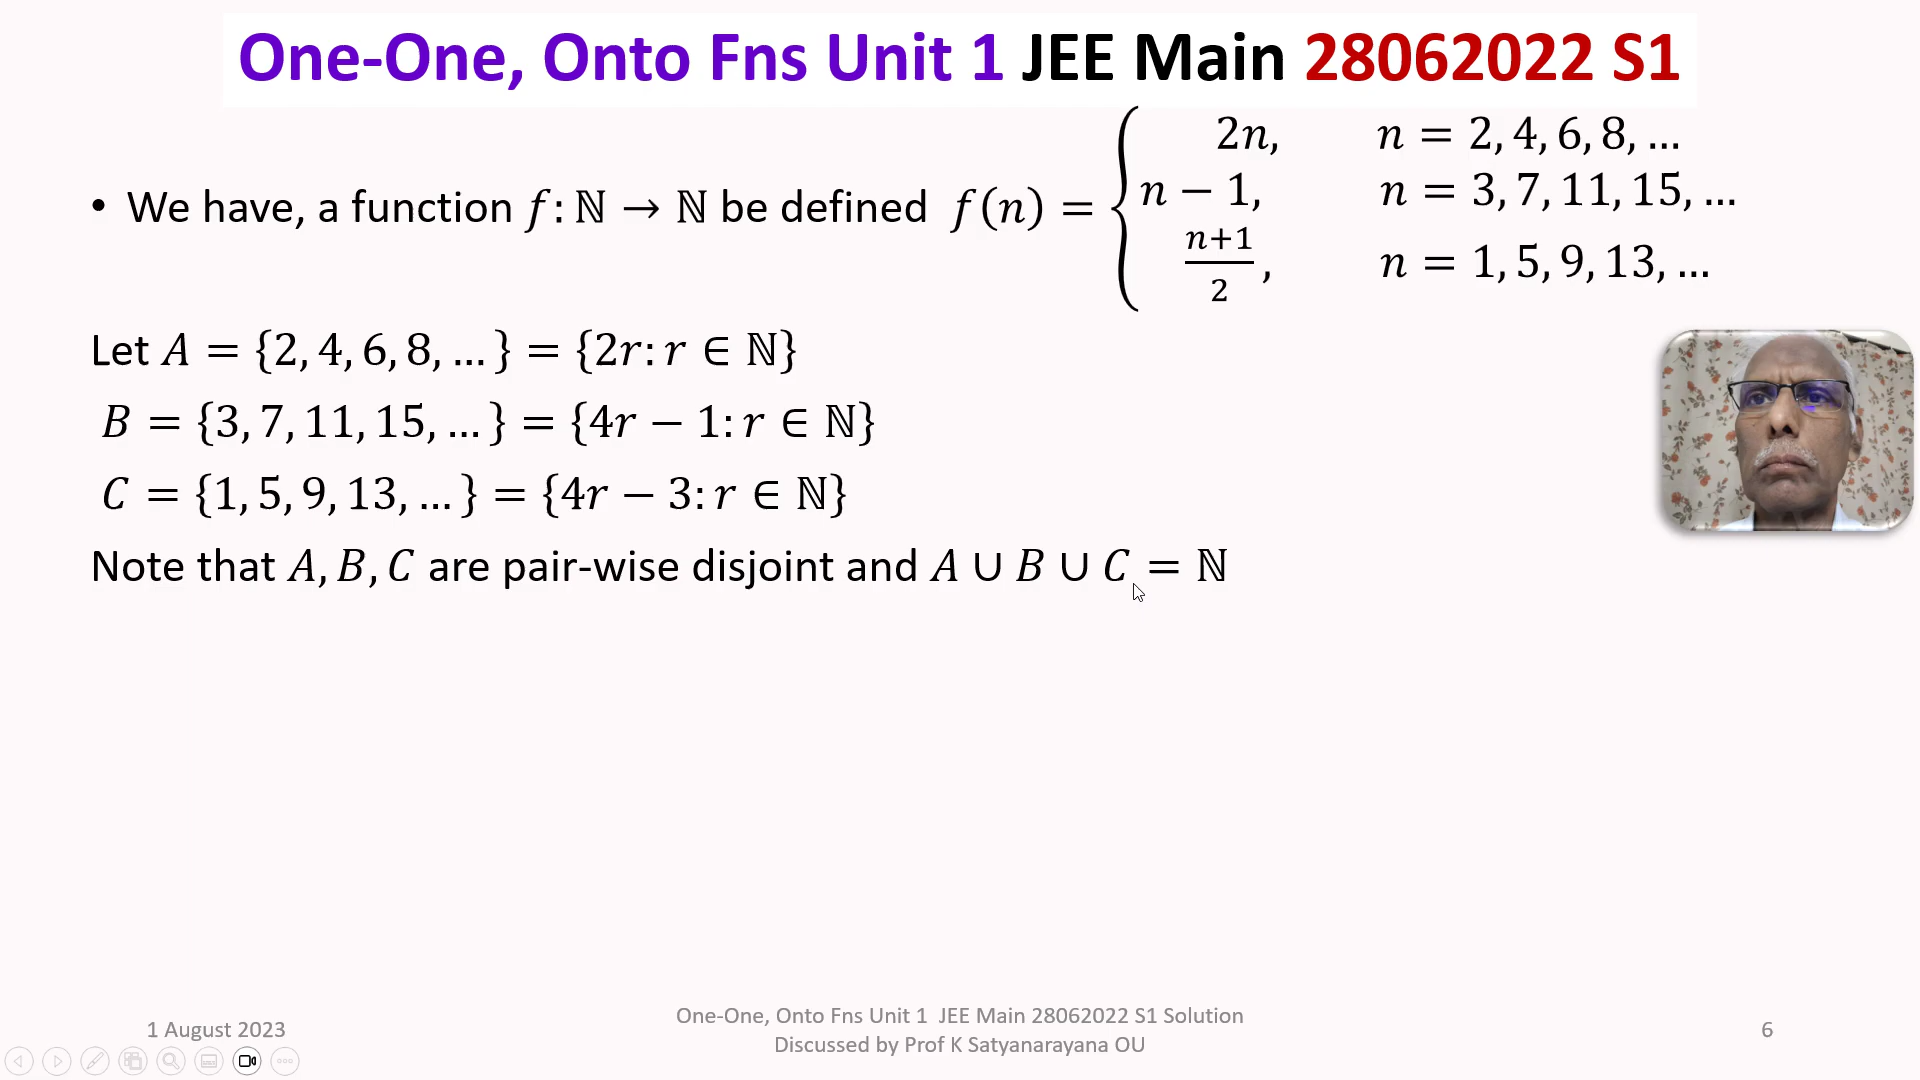 One-One, Onto Fns Unit 1 JEE Main 28062022 S1
• We have, a function f: ℕ → ℕ be defined f(n) = { 2n, n = 2, 4, 6, 8, …
n − 1, n = 3, 7, 11, 15, …
(n+1)/2, n = 1, 5, 9, 13, …
Let A = {2, 4, 6, 8, … } = {2r: r ∈ ℕ}
B = {3, 7, 11, 15, … } = {4r − 1: r ∈ ℕ}
C = {1, 5, 9, 13, … } = {4r − 3: r ∈ ℕ}
Note that A, B, C are pair-wise disjoint and A ∪ B ∪ C = ℕ
1 August 2023
One-One, Onto Fns Unit 1 JEE Main 28062022 S1 Solution
Discussed by Prof K Satyanarayana OU
6